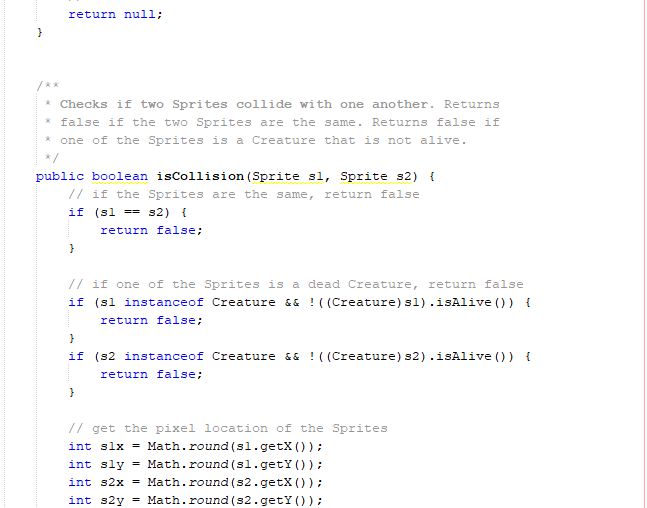 return null;
}
/**
* Checks if two Sprites collide with one another. Returns
* false if the two Sprites are the same. Returns false if
* one of the Sprites is a Creature that is not alive.
*/
public boolean isCollision(Sprite s1, Sprite s2) {
// if the Sprites are the same, return false
if (s1 == s2) {
return false;
}
// if one of the Sprites is a dead Creature, return false
if (s1 instanceof Creature && !((Creature)s1).isAlive()) {
return false;
}
if (s2 instanceof Creature && !((Creature)s2).isAlive()) {
return false;
}
// get the pixel location of the Sprites
int s1x = Math.round(s1.getX());
int s1y = Math.round(s1.getY());
int s2x = Math.round(s2.getX());
int s2y = Math.round(s2.getY());